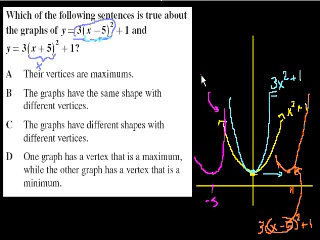 Which of the following sentences is true about
the graphs of y = 3(x − 5)² + 1 and
y = 3(x + 5)² + 1?
A Their vertices are maximums.
B The graphs have the same shape with
different vertices.
C The graphs have different shapes with
different vertices.
D One graph has a vertex that is a maximum,
while the other graph has a vertex that is a
minimum.
3x²+1
x²+1
-5
3(x-5)²+1